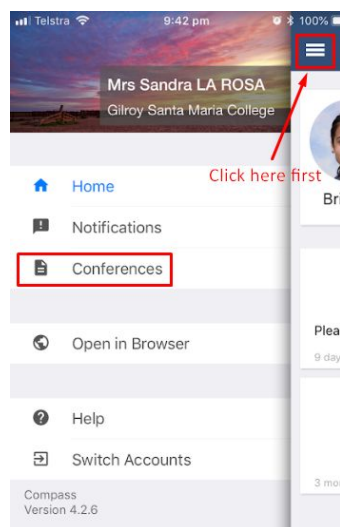 Telstra 9:42 pm 100%
Mrs Sandra LA ROSA
Gilroy Santa Maria College
Click here first
Home
Bri
Notifications
Conferences
Open in Browser
Plea
9 day
Help
Switch Accounts
3 mo
Compass
Version 4.2.6